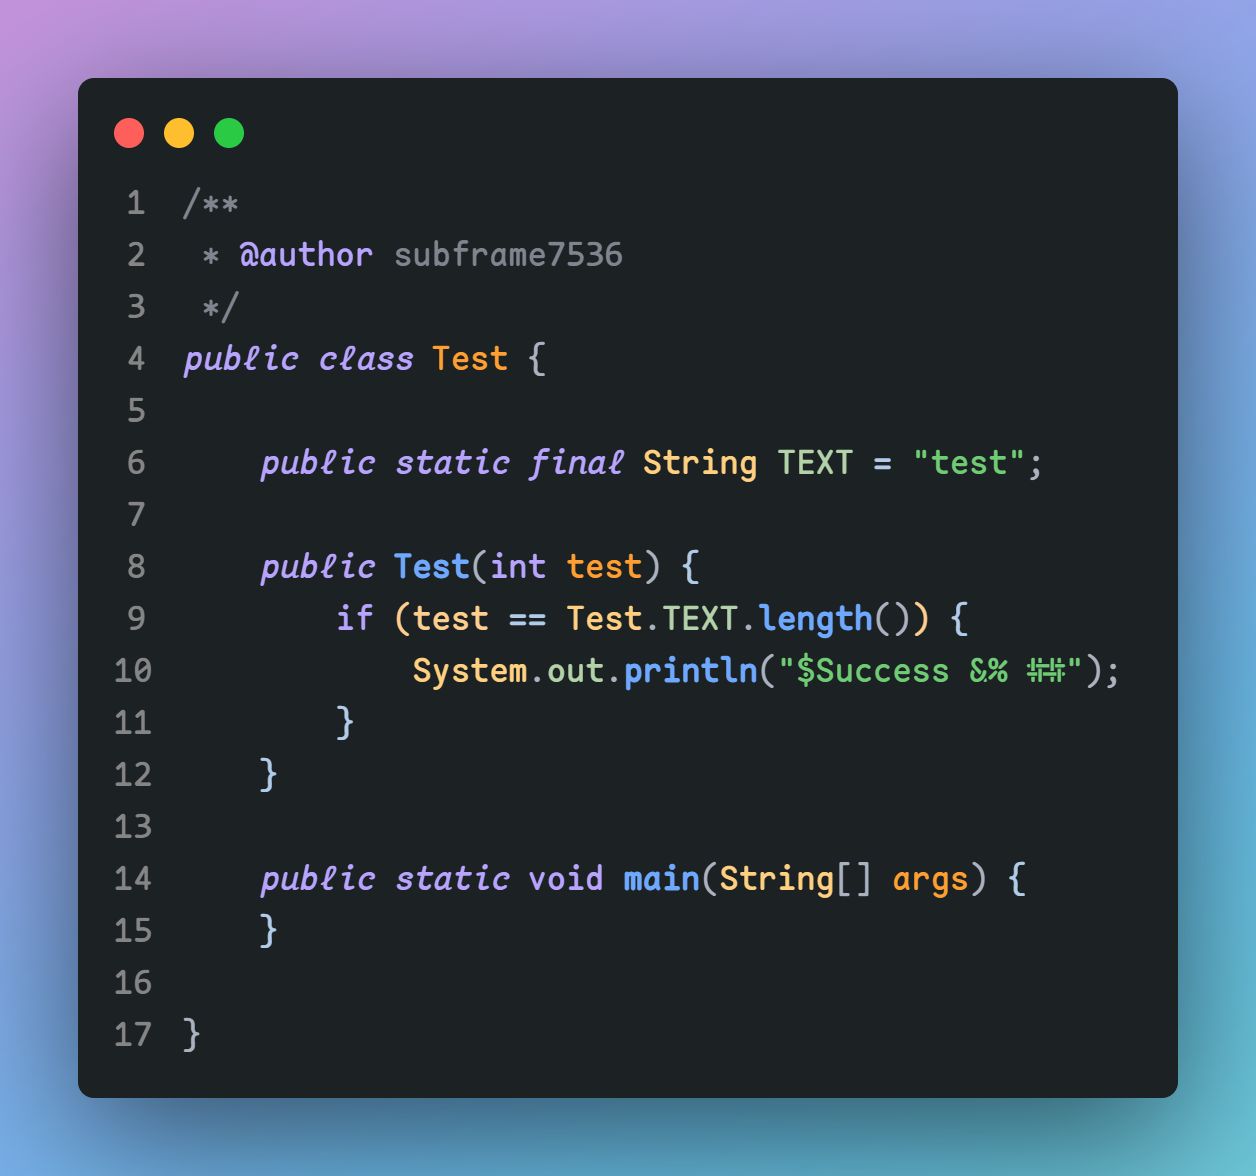 1 /**
2  * @author subframe7536
3  */
4 public class Test {
5
6     public static final String TEXT = "test";
7
8     public Test(int test) {
9         if (test == Test.TEXT.length()) {
10             System.out.println("$Success &% ##");
11         }
12     }
13
14     public static void main(String[] args) {
15     }
16
17 }